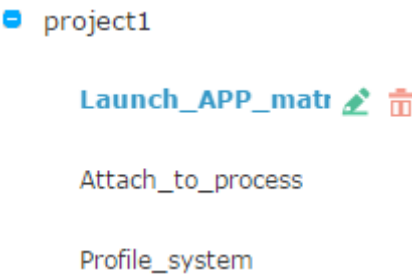 project1
Launch_APP_matr
Attach_to_process
Profile_system